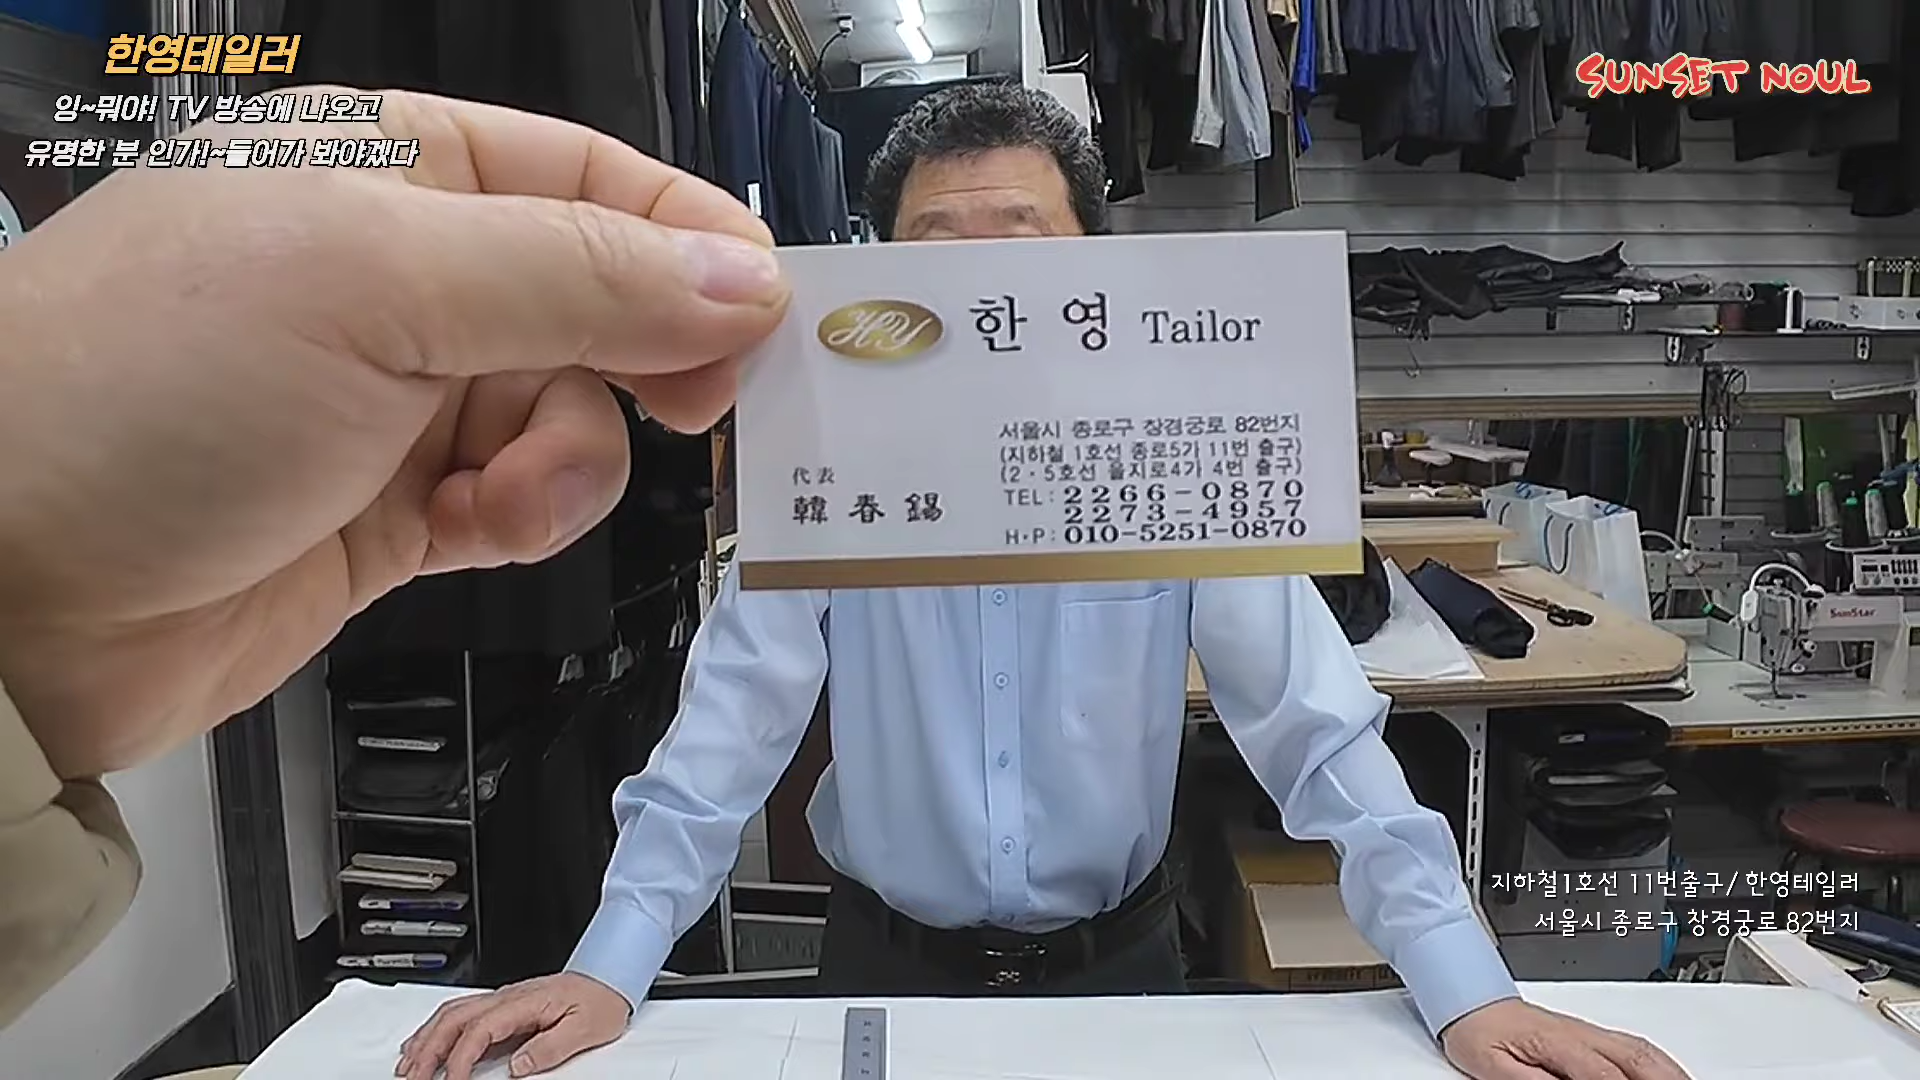 한영테일러
잉~뭐야! TV 방송에 나오고
유명한 분 인가!~들어가 봐야겠다
SUNSET NOUL
HY 한영 Tailor
서울시 종로구 창경궁로 82번지
(지하철 1호선 종로5가 11번 출구)
(2·5호선 을지로4가 4번 출구)
代表
韓春錫
TEL: 2266-0870
2273-4957
H·P: 010-5251-0870
SunStar
지하철1호선 11번출구/ 한영테일러
서울시 종로구 창경궁로 82번지